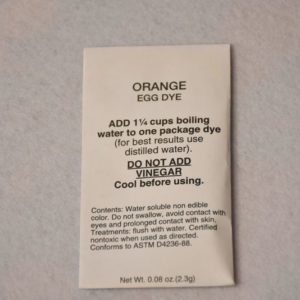 ORANGE
EGG DYE
ADD 1¼ cups boiling
water to one package dye
(for best results use
distilled water).
DO NOT ADD
VINEGAR
Cool before using.
Contents: Water soluble non edible
color. Do not swallow, avoid contact with
eyes and prolonged contact with skin,
Treatments: flush with water. Certified
nontoxic when used as directed.
Conforms to ASTM D4236-88.
Net Wt. 0.08 oz. (2.3g)